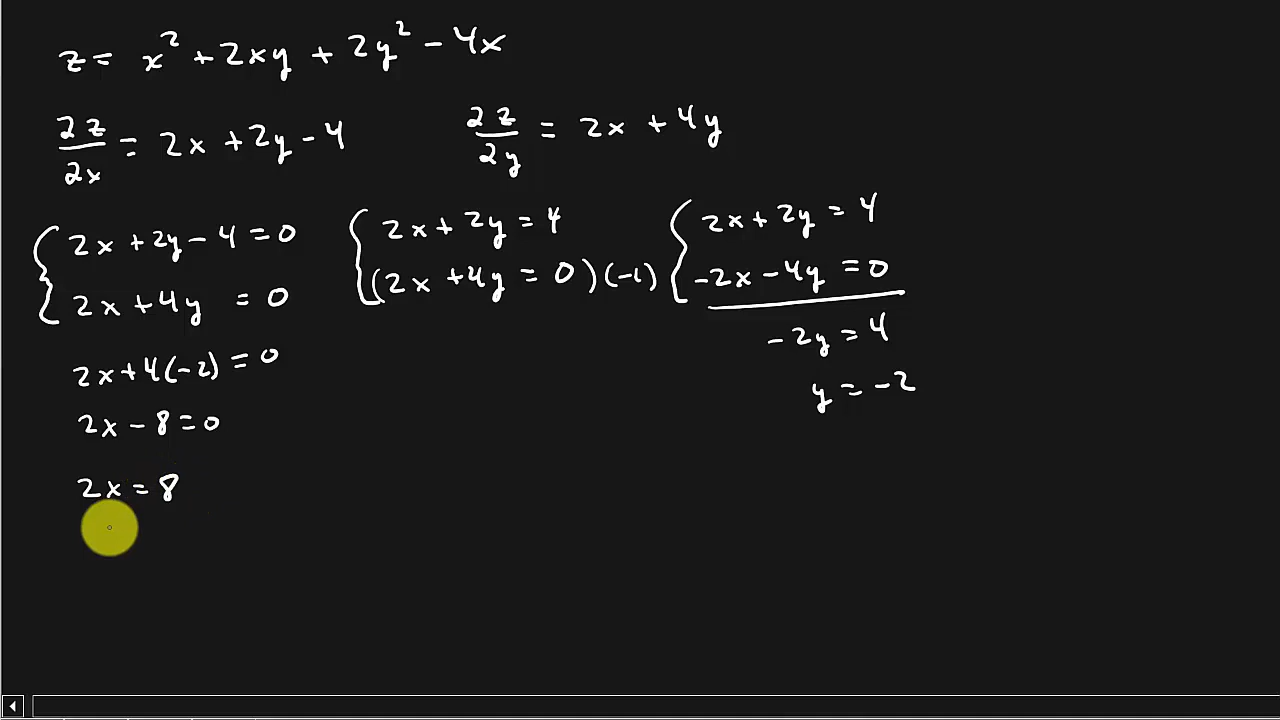 z = x² + 2xy + 2y² - 4x
∂z/∂x = 2x + 2y - 4
∂z/∂y = 2x + 4y
{ 2x + 2y - 4 = 0
2x + 4y = 0
{ 2x + 2y = 4
(2x + 4y = 0)(-1)
{ 2x + 2y = 4
-2x - 4y = 0
-2y = 4
y = -2
2x + 4(-2) = 0
2x - 8 = 0
2x = 8